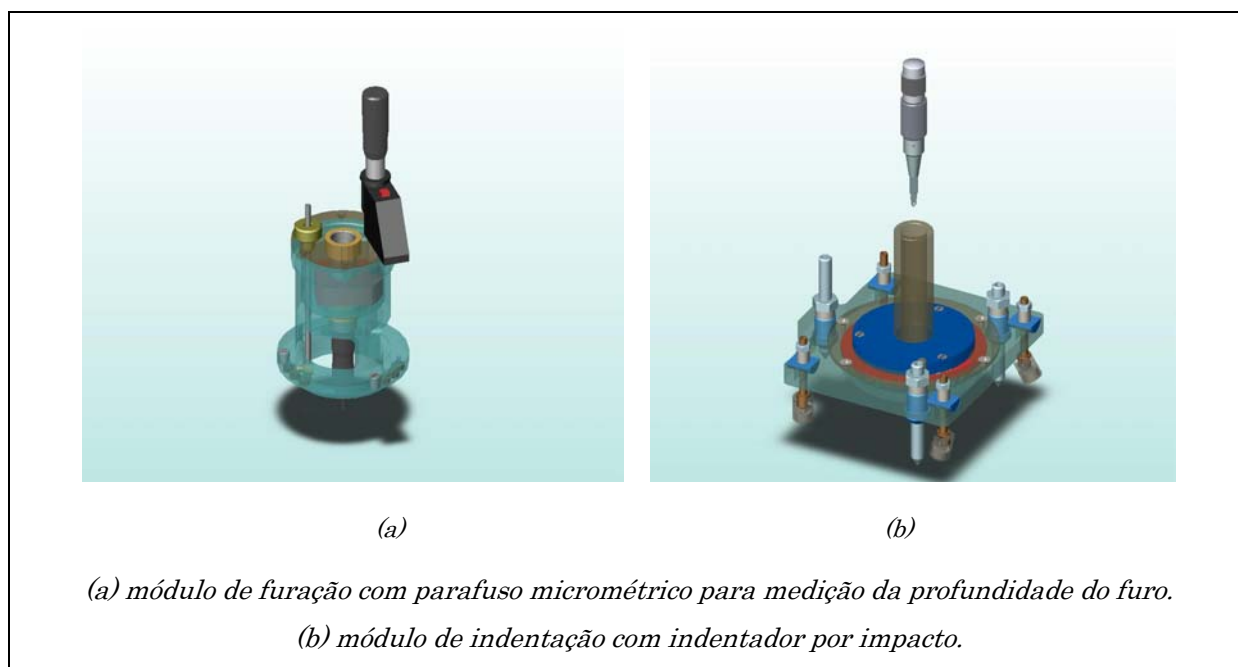 (a)
(b)
(a) módulo de furação com parafuso micrométrico para medição da profundidade do furo.
(b) módulo de indentação com indentador por impacto.